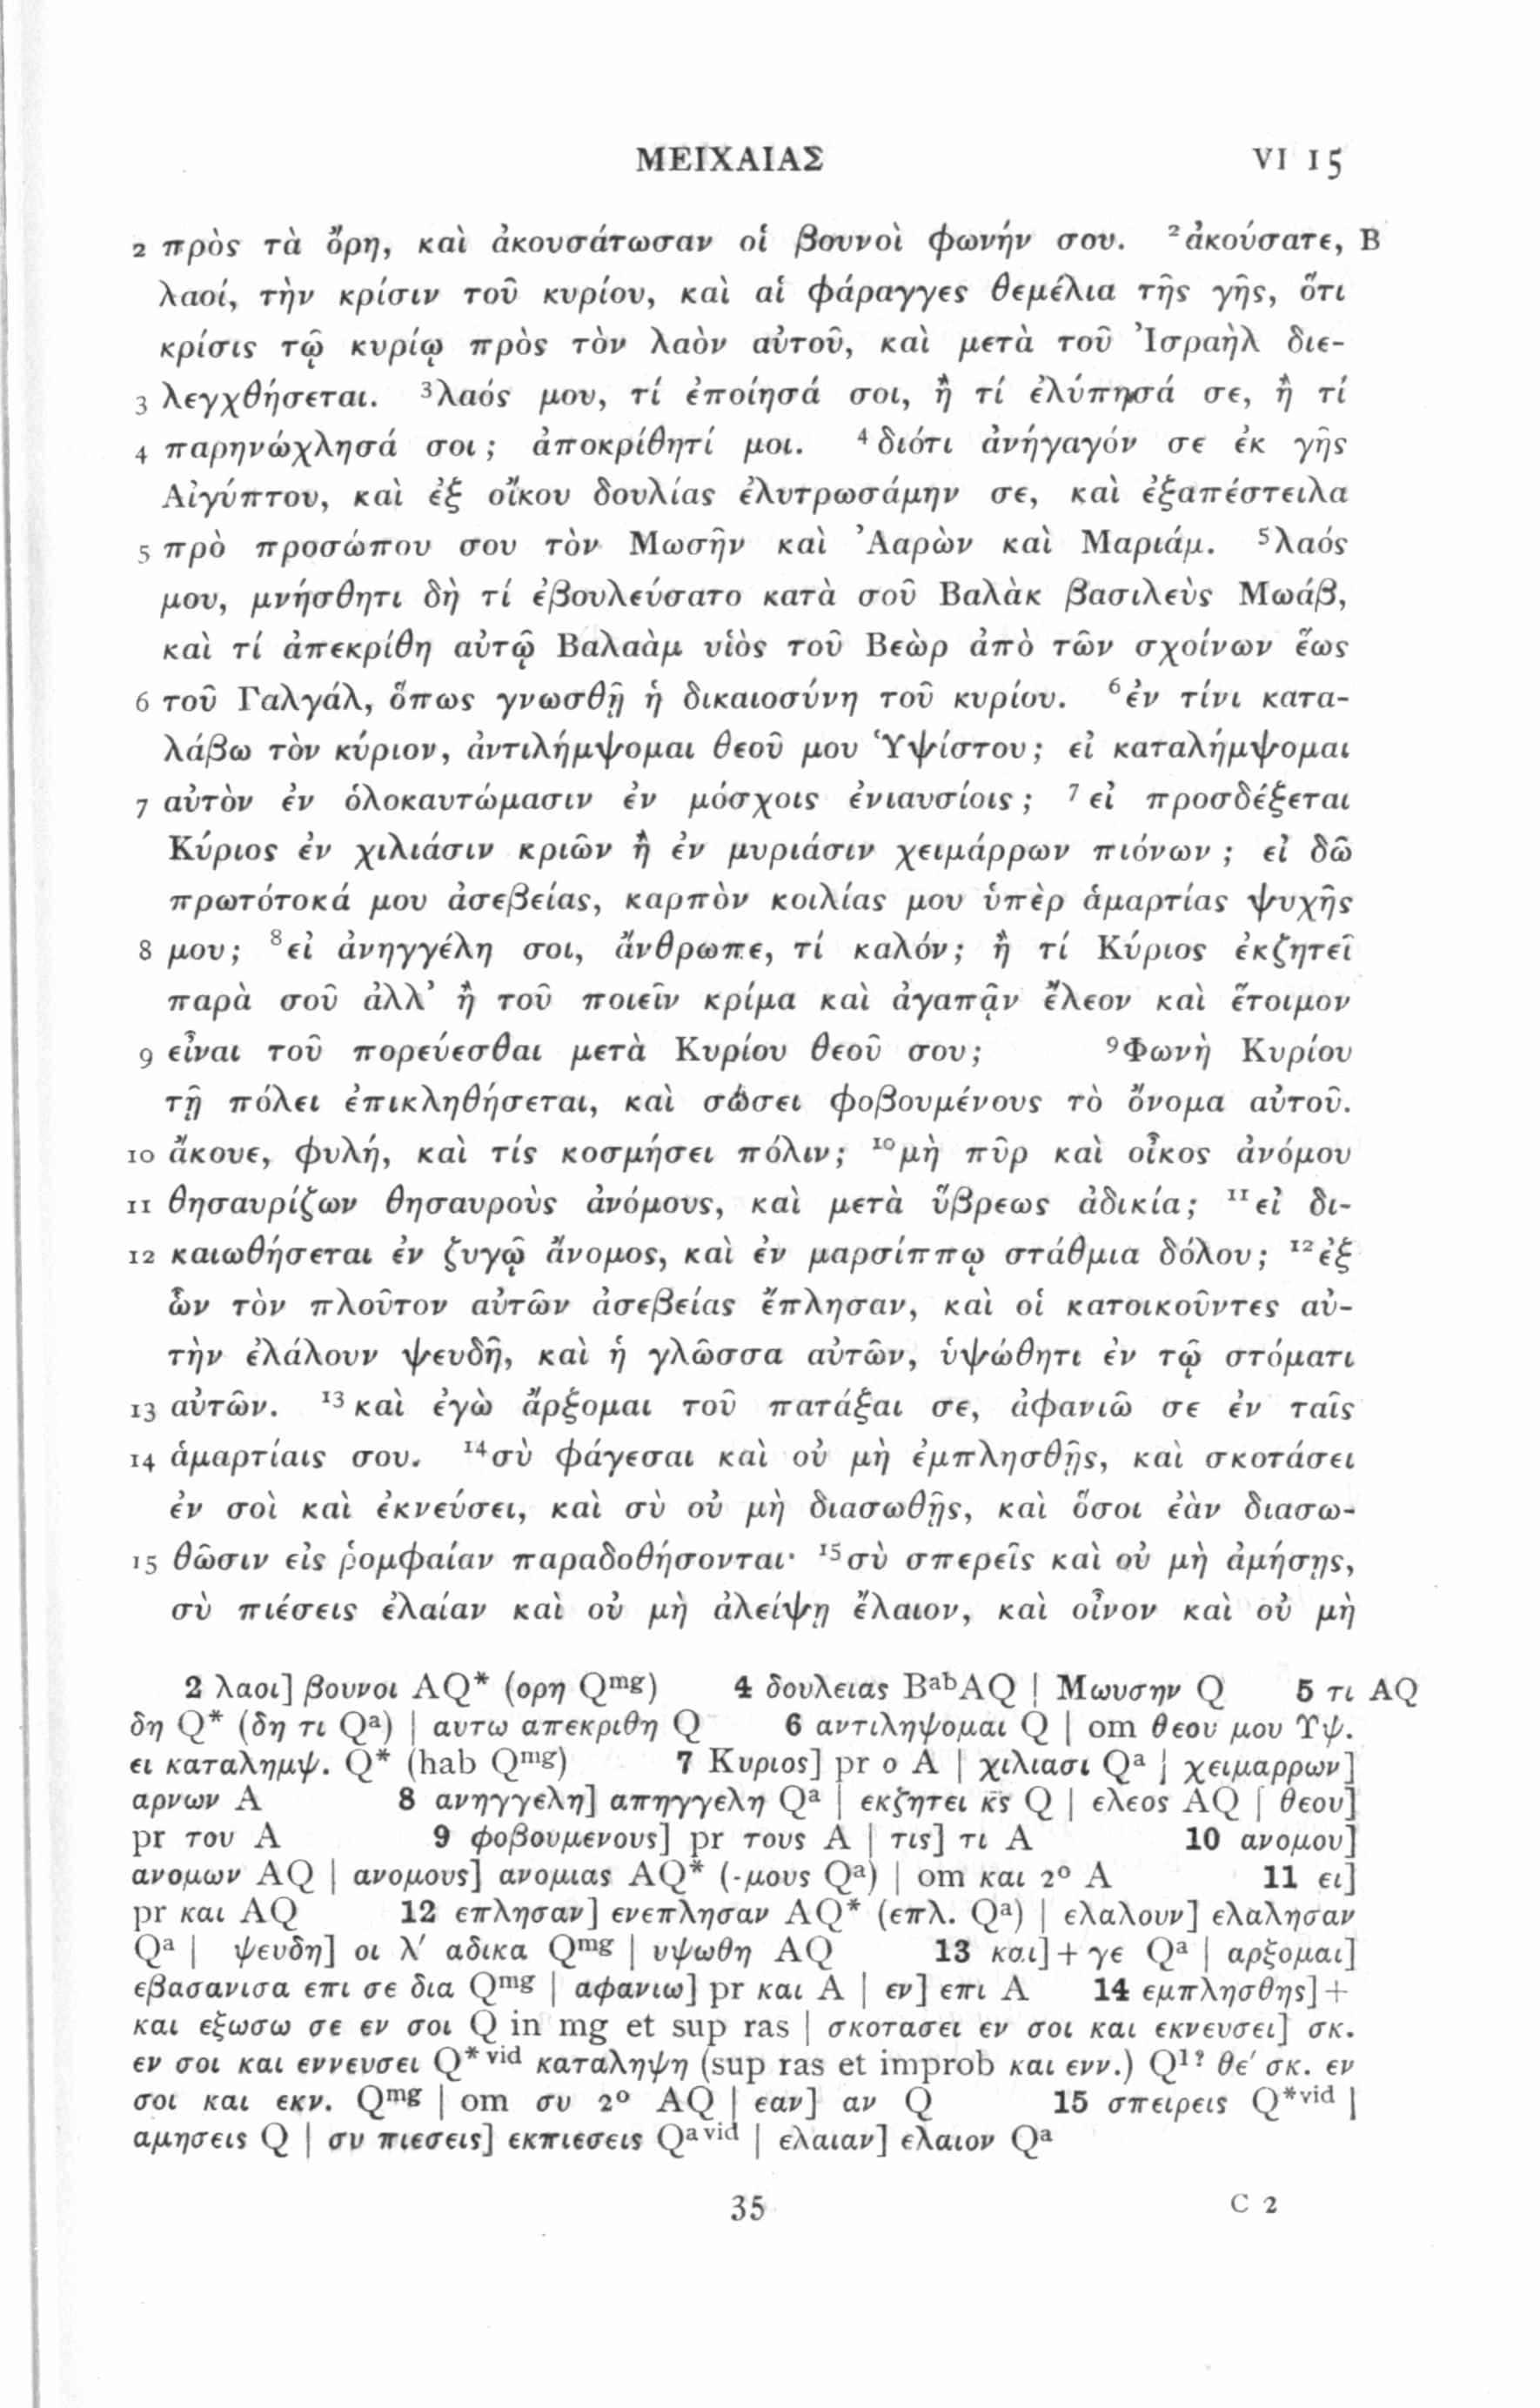 ΜΕΙΧΑΙΑΣ VI 15
2 πρὸς τὰ ὄρη, καὶ ἀκουσάτωσαν οἱ βουνοὶ φωνήν σου. ²ἀκούσατε, B
λαοί, τὴν κρίσιν τοῦ κυρίου, καὶ αἱ φάραγγες θεμέλια τῆς γῆς, ὅτι
κρίσις τῷ κυρίῳ πρὸς τὸν λαὸν αὐτοῦ, καὶ μετὰ τοῦ Ἰσραὴλ διε-
3 λεγχθήσεται. ³λαός μου, τί ἐποίησά σοι, ἢ τί ἐλύπησά σε, ἢ τί
4 παρηνώχλησά σοι; ἀποκρίθητί μοι. ⁴διότι ἀνήγαγόν σε ἐκ γῆς
Αἰγύπτου, καὶ ἐξ οἴκου δουλίας ἐλυτρωσάμην σε, καὶ ἐξαπέστειλα
5 πρὸ προσώπου σου τὸν Μωσῆν καὶ Ἀαρὼν καὶ Μαριάμ. ⁵λαός
μου, μνήσθητι δὴ τί ἐβουλεύσατο κατὰ σοῦ Βαλὰκ βασιλεὺς Μωάβ,
καὶ τί ἀπεκρίθη αὐτῷ Βαλαὰμ υἱὸς τοῦ Βεὼρ ἀπὸ τῶν σχοίνων ἕως
6 τοῦ Γαλγάλ, ὅπως γνωσθῇ ἡ δικαιοσύνη τοῦ κυρίου. ⁶ἐν τίνι κατα-
λάβω τὸν κύριον, ἀντιλήμψομαι θεοῦ μου Ὑψίστου; εἰ καταλήμψομαι
7 αὐτὸν ἐν ὁλοκαυτώμασιν ἐν μόσχοις ἐνιαυσίοις; ⁷εἰ προσδέξεται
Κύριος ἐν χιλιάσιν κριῶν ἢ ἐν μυριάσιν χειμάρρων πιόνων; εἰ δῶ
πρωτότοκά μου ἀσεβείας, καρπὸν κοιλίας μου ὑπὲρ ἁμαρτίας ψυχῆς
8 μου; ⁸εἰ ἀνηγγέλη σοι, ἄνθρωπε, τί καλόν; ἢ τί Κύριος ἐκζητεῖ
παρὰ σοῦ ἀλλ’ ἢ τοῦ ποιεῖν κρίμα καὶ ἀγαπᾷν ἔλεον καὶ ἕτοιμον
9 εἶναι τοῦ πορεύεσθαι μετὰ Κυρίου θεοῦ σου; ⁹Φωνὴ Κυρίου
τῇ πόλει ἐπικληθήσεται, καὶ σώσει φοβουμένους τὸ ὄνομα αὐτοῦ.
10 ἄκουε, φυλή, καὶ τίς κοσμήσει πόλιν; ¹⁰μὴ πῦρ καὶ οἶκος ἀνόμου
11 θησαυρίζων θησαυροὺς ἀνόμους, καὶ μετὰ ὕβρεως ἀδικία; ¹¹εἰ δι-
12 καιωθήσεται ἐν ζυγῷ ἄνομος, καὶ ἐν μαρσίππῳ στάθμια δόλου; ¹²ἐξ
ὧν τὸν πλοῦτον αὐτῶν ἀσεβείας ἔπλησαν, καὶ οἱ κατοικοῦντες αὐ-
τὴν ἐλάλουν ψευδῆ, καὶ ἡ γλῶσσα αὐτῶν, ὑψώθητι ἐν τῷ στόματι
13 αὐτῶν. ¹³καὶ ἐγὼ ἄρξομαι τοῦ πατάξαι σε, ἀφανιῶ σε ἐν ταῖς
14 ἁμαρτίαις σου. ¹⁴σὺ φάγεσαι καὶ οὐ μὴ ἐμπλησθῇς, καὶ σκοτάσει
ἐν σοὶ καὶ ἐκνεύσει, καὶ σὺ οὐ μὴ διασωθῇς, καὶ ὅσοι ἐὰν διασω-
15 θῶσιν εἰς ῥομφαίαν παραδοθήσονται· ¹⁵σὺ σπερεῖς καὶ οὐ μὴ ἀμήσῃς,
σὺ πιέσεις ἐλαίαν καὶ οὐ μὴ ἀλείψῃ ἔλαιον, καὶ οἶνον καὶ οὐ μὴ
2 λαοι] βουνοι AQ* (ορη Qᵐᵍ) 4 δουλειας BᵃᵇAQ | Μωυσην Q 5 τι AQ
δη Q* (δη τι Qᵃ) | αυτω απεκριθη Q 6 αντιληψομαι Q | om θεου μου Υψ.
ει καταλημψ. Q* (hab Qᵐᵍ) 7 Κυριος] pr ο A | χιλιασι Qᵃ | χειμαρρων]
αρνων A 8 ανηγγελη] απηγγελη Qᵃ | εκζητει κ̅ς̅ Q | ελεος AQ | θεου]
pr του A 9 φοβουμενους] pr τους A | τις] τι A 10 ανομου]
ανομων AQ | ανομους] ανομιας AQ* (-μους Qᵃ) | om και 2⁰ A 11 ει]
pr και AQ 12 επλησαν] ενεπλησαν AQ* (επλ. Qᵃ) | ελαλουν] ελαλησαν
Qᵃ | ψευδη] οι λ′ αδικα Qᵐᵍ | υψωθη AQ 13 και]+γε Qᵃ | αρξομαι]
εβασανισα επι σε δια Qᵐᵍ | αφανιω] pr και A | εν] επι A 14 εμπλησθης]+
και εξωσω σε εν σοι Q in mg et sup ras | σκοτασει εν σοι και εκνευσει] σκ.
εν σοι και εννευσει Q*ᵛⁱᵈ καταληψη (sup ras et improb και ενν.) Q¹ˀ θε′ σκ. εν
σοι και εκν. Qᵐᵍ | om συ 2⁰ AQ | εαν] αν Q 15 σπειρεις Q*ᵛⁱᵈ |
αμησεις Q | συ πιεσεις] εκπιεσεις Qᵃᵛⁱᵈ | ελαιαν] ελαιον Qᵃ
35 C 2